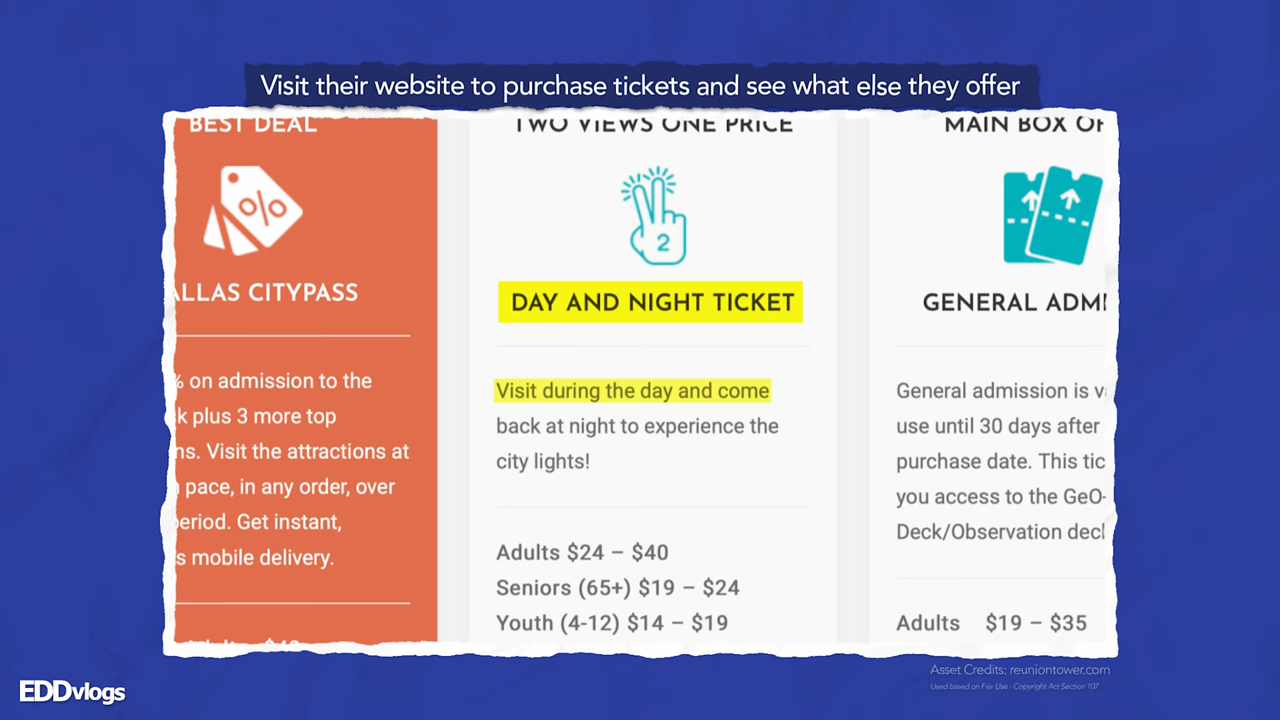 Visit their website to purchase tickets and see what else they offer
BEST DEAL
%
ALLAS CITYPASS
% on admission to the
k plus 3 more top
ns. Visit the attractions at
pace, in any order, over
period. Get instant,
s mobile delivery.
TWO VIEWS ONE PRICE
2
DAY AND NIGHT TICKET
Visit during the day and come
back at night to experience the
city lights!
Adults $24 – $40
Seniors (65+) $19 – $24
Youth (4-12) $14 – $19
MAIN BOX OF
GENERAL ADMI
General admission is va
use until 30 days after
purchase date. This tic
you access to the GeO-
Deck/Observation deck
Adults $19 – $35
Asset Credits: reuniontower.com
Used based on Fair Use - Copyright Act Section 107
EDDvlogs